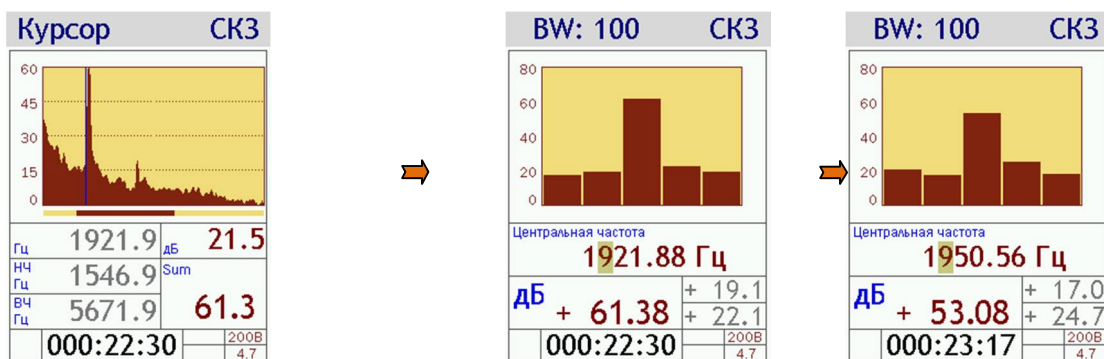 Курсор СКЗ
60
45
30
15
0
Гц 1921.9 дБ 21.5
НЧ Гц 1546.9 Sum
ВЧ Гц 5671.9 61.3
000:22:30 200В 4.7
BW: 100 СКЗ
80
60
40
20
0
Центральная частота
1921.88 Гц
дБ + 61.38 + 19.1
+ 22.1
000:22:30 200В 4.7
BW: 100 СКЗ
80
60
40
20
0
Центральная частота
1950.56 Гц
дБ + 53.08 + 17.0
+ 24.7
000:23:17 200В 4.7